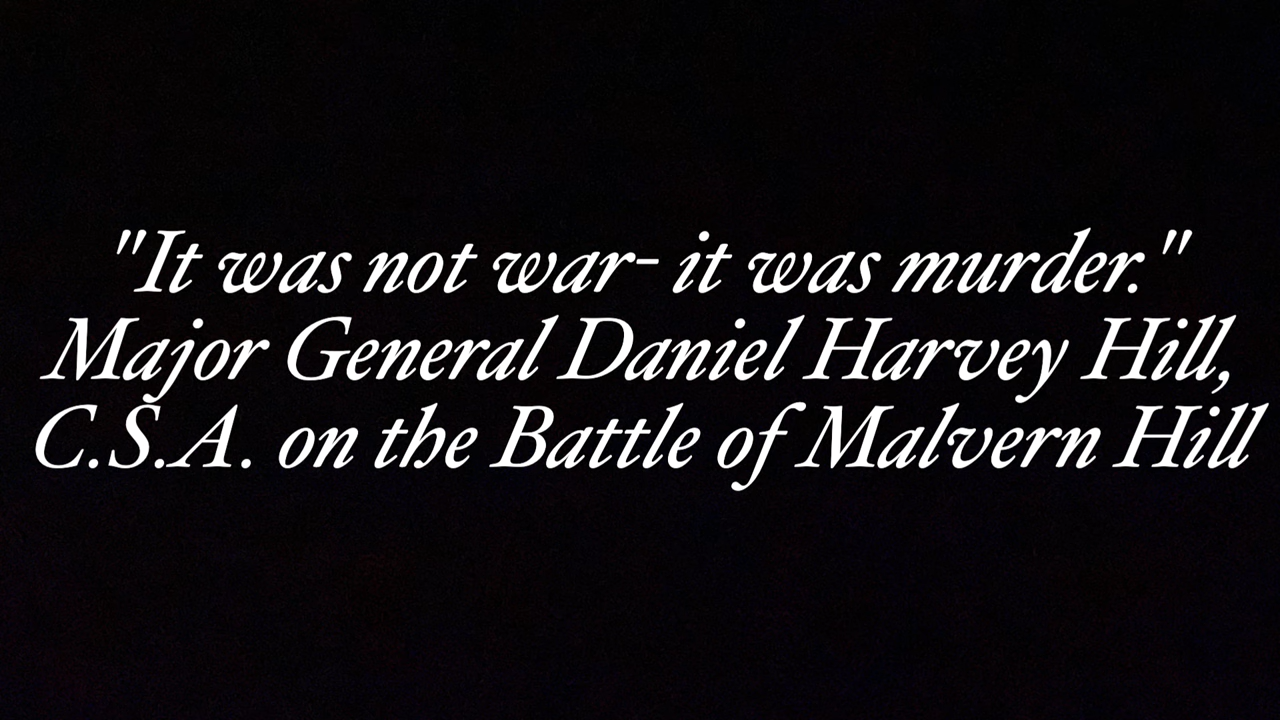 "It was not war- it was murder."
Major General Daniel Harvey Hill,
C.S.A. on the Battle of Malvern Hill